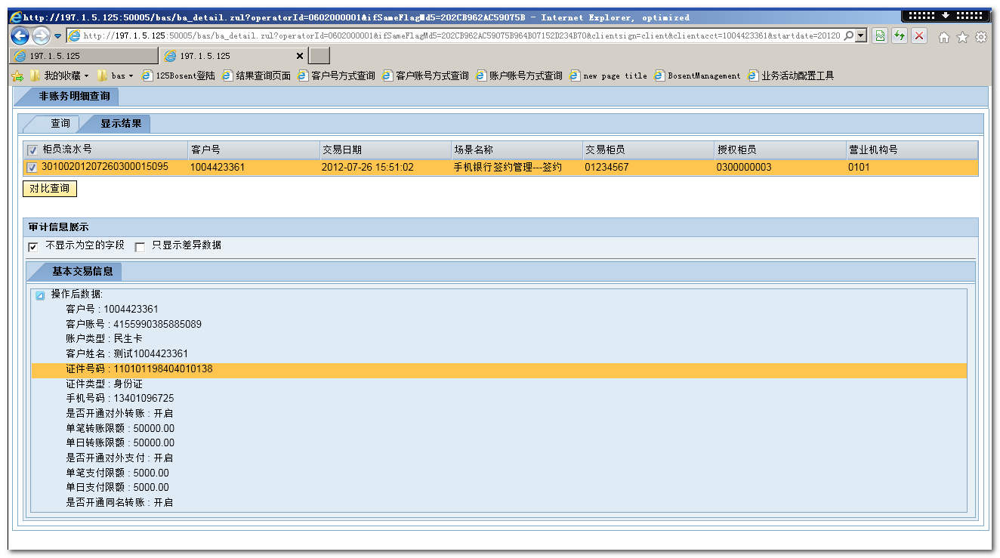 http://197.1.5.125:50005/bas/ba_detail.zul?operatorId=0602000001&ifSameFlagMd5=202CB962AC59075B - Internet Explorer, optimized
http://197.1.5.125:50005/bas/ba_detail.zul?operatorId=0602000001&ifSameFlagMd5=202CB962AC59075B964B07152D234B70&clientsign=client&clientacct=1004423361&startdate=20120
197.1.5.125 197.1.5.125
我的收藏 bas 125Bosent登陆 结果查询页面 客户号方式查询 客户账号方式查询 账户账号方式查询 new page title BosentManagement 业务活动配置工具
非账务明细查询
查询 显示结果
柜员流水号 客户号 交易日期 场景名称 交易柜员 授权柜员 营业机构号
30100201207260300015095 1004423361 2012-07-26 15:51:02 手机银行签约管理---签约 01234567 0300000003 0101
对比查询
审计信息展示
不显示为空的字段 只显示差异数据
基本交易信息
操作后数据:
客户号 : 1004423361
客户账号 : 4155990385885089
账户类型 : 民生卡
客户姓名 : 测试1004423361
证件号码 : 110101198404010138
证件类型 : 身份证
手机号码 : 13401096725
是否开通对外转账 : 开启
单笔转账限额 : 50000.00
单日转账限额 : 50000.00
是否开通对外支付 : 开启
单笔支付限额 : 5000.00
单日支付限额 : 5000.00
是否开通同名转账 : 开启